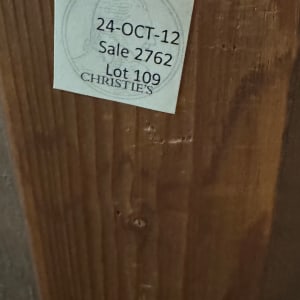 24-OCT-12
Sale 2762
Lot 109
CHRISTIE'S